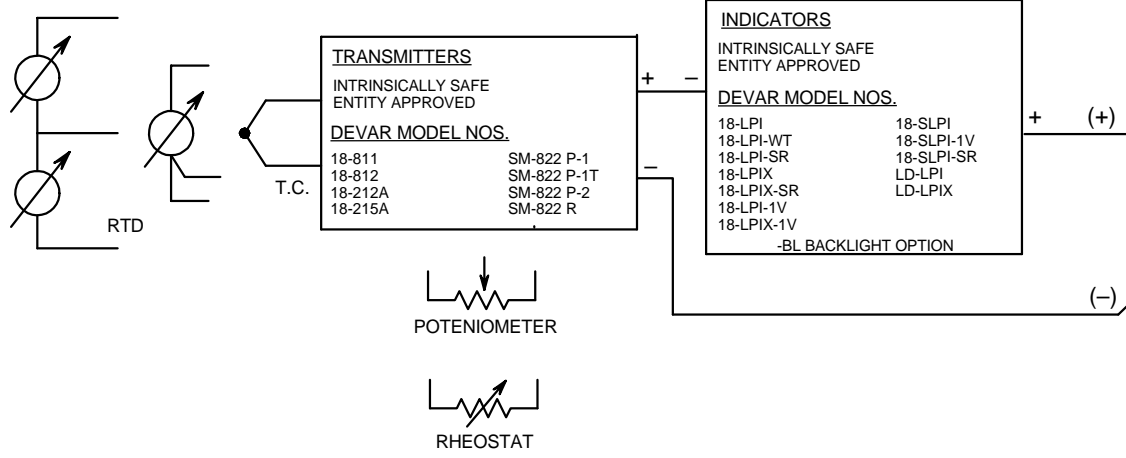 RTD
T.C.
TRANSMITTERS
INTRINSICALLY SAFE
ENTITY APPROVED
DEVAR MODEL NOS.
18-811 SM-822 P-1
18-812 SM-822 P-1T
18-212A SM-822 P-2
18-215A SM-822 R
+ −
−
INDICATORS
INTRINSICALLY SAFE
ENTITY APPROVED
DEVAR MODEL NOS.
18-LPI 18-SLPI
18-LPI-WT 18-SLPI-1V
18-LPI-SR 18-SLPI-SR
18-LPIX LD-LPI
18-LPIX-SR LD-LPIX
18-LPI-1V
18-LPIX-1V
-BL BACKLIGHT OPTION
+ (+)
(−)
POTENIOMETER
RHEOSTAT